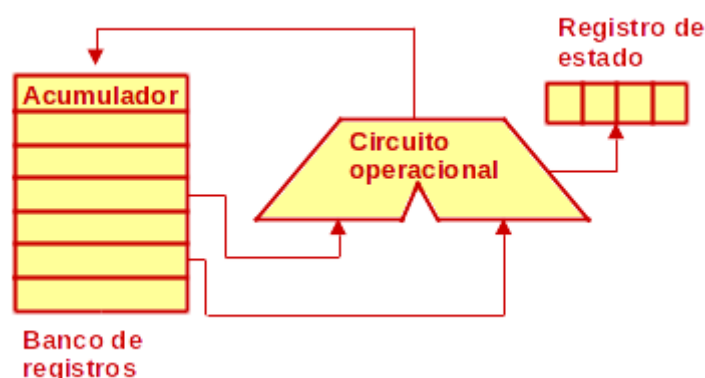 Registro de
estado
Acumulador
Circuito
operacional
Banco de
registros